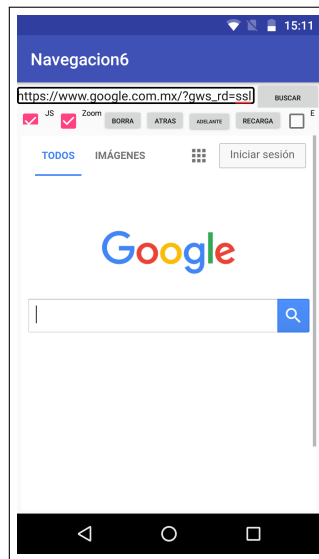 15:11
Navegacion6
https://www.google.com.mx/?gws_rd=ssl BUSCAR
JS Zoom BORRA ATRAS ADELANTE RECARGA E
TODOS IMÁGENES Iniciar sesión
Google